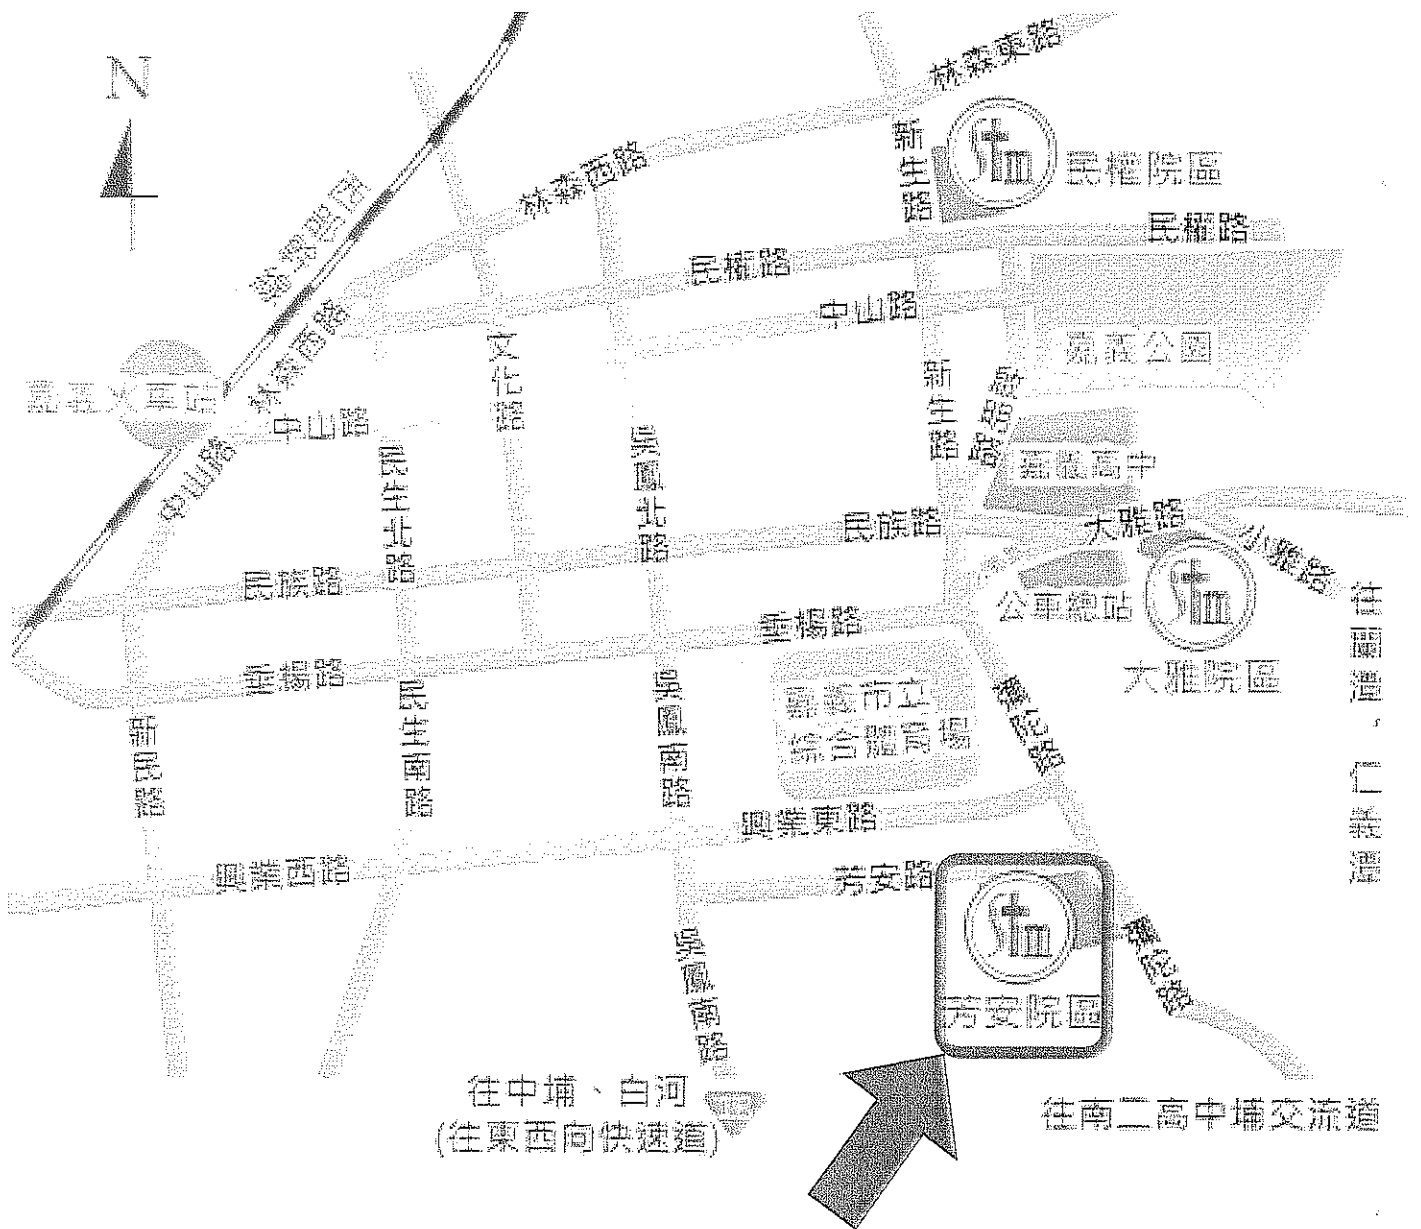 N
林森東路
新生路
Stm
民權院區
林森西路
民權路
民權路
縱貫鐵路
中山路
林森西路
文化路
嘉義公園
新生路
啟明路
嘉義火車站
中山路
中山路
民生北路
吳鳳北路
嘉義高中
民族路
大雅路
小雅路
民族路
公車總站
Stm
大雅院區
往蘭潭、仁義潭
垂楊路
垂楊路
民生南路
吳鳳南路
新民路
嘉義市立
綜合體育場
彌陀路
興業東路
興業西路
芳安路
Stm
芳安院區
彌陀路
吳鳳南路
往中埔、白河
(往東西向快速道)
往南二高中埔交流道